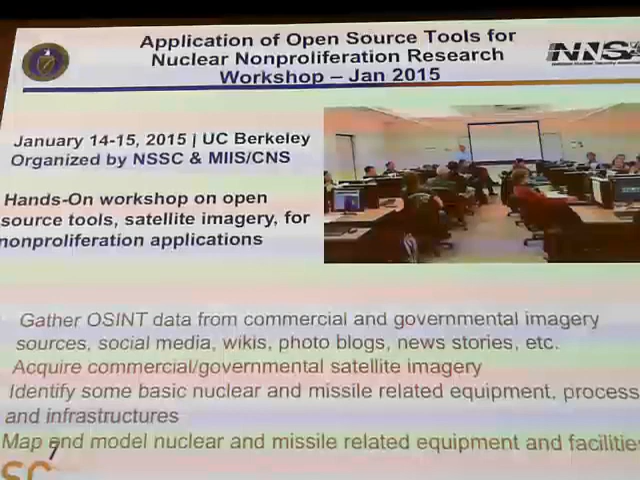 Application of Open Source Tools for
Nuclear Nonproliferation Research
Workshop – Jan 2015
NNS
January 14-15, 2015 | UC Berkeley
Organized by NSSC & MIIS/CNS
Hands-On workshop on open
source tools, satellite imagery, for
nonproliferation applications
Gather OSINT data from commercial and governmental imagery
sources, social media, wikis, photo blogs, news stories, etc.
Acquire commercial/governmental satellite imagery
Identify some basic nuclear and missile related equipment, process
and infrastructures
Map and model nuclear and missile related equipment and facilities
7
SC